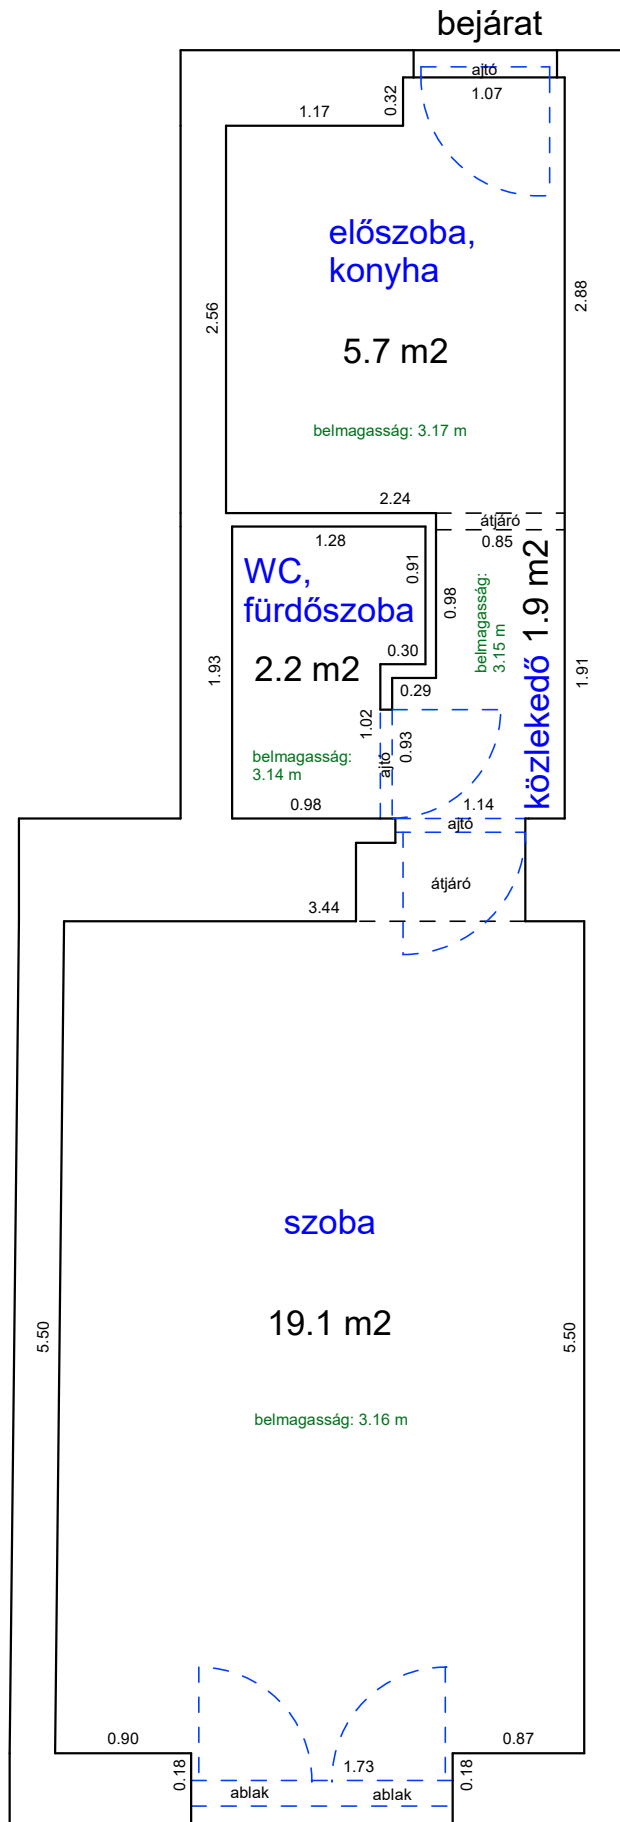 bejárat
ajtó
1.07
0.32
1.17
előszoba,
konyha
2.56
2.88
5.7 m2
belmagasság: 3.17 m
2.24
átjáró
0.85
1.28
0.91
0.98
WC,
fürdőszoba
2.2 m2
belmagasság:
3.15 m
közlekedő 1.9 m2
1.93
1.91
0.30
0.29
1.02
0.93
ajtó
belmagasság:
3.14 m
0.98
1.14
ajtó
átjáró
3.44
szoba
19.1 m2
5.50
5.50
belmagasság: 3.16 m
0.90
0.87
0.18
1.73
0.18
ablak
ablak